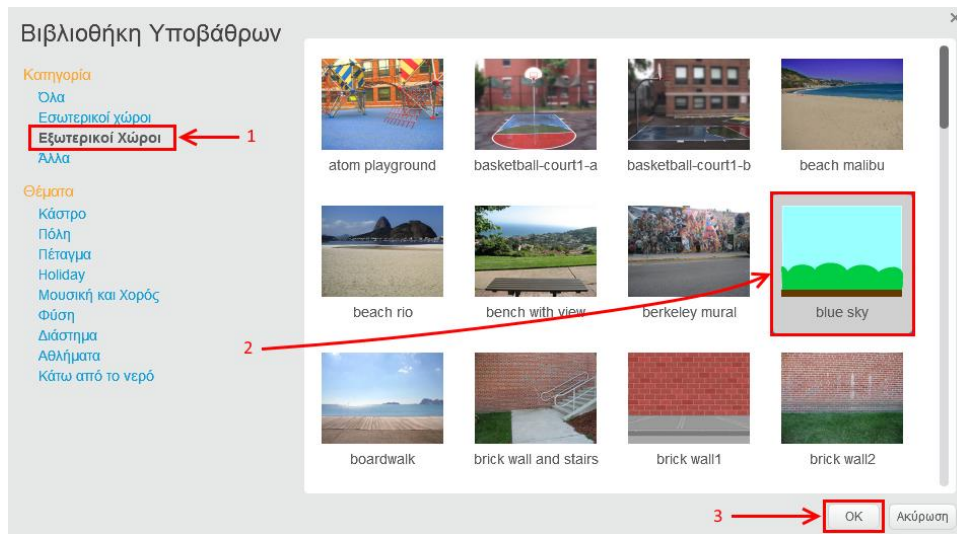 Βιβλιοθήκη Υποβάθρων
×
Κατηγορία
Όλα
Εσωτερικοί χώροι
Εξωτερικοί Χώροι
1
Άλλα
Θέματα
Κάστρο
Πόλη
Πέταγμα
Holiday
Μουσική και Χορός
Φύση
Διάστημα
Αθλήματα
Κάτω από το νερό
2
atom playground
basketball-court1-a
basketball-court1-b
beach malibu
beach rio
bench with view
berkeley mural
blue sky
boardwalk
brick wall and stairs
brick wall1
brick wall2
3
OK
Ακύρωση